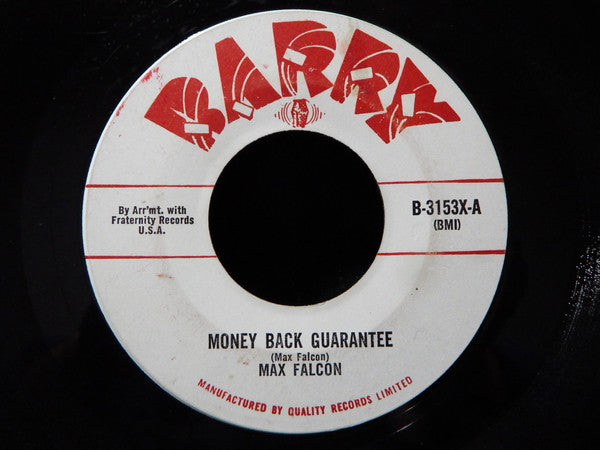 BARRY
By Arr'mt. with
Fraternity Records
U.S.A.
B-3153X-A
(BMI)
MONEY BACK GUARANTEE
(Max Falcon)
MAX FALCON
MANUFACTURED BY QUALITY RECORDS LIMITED